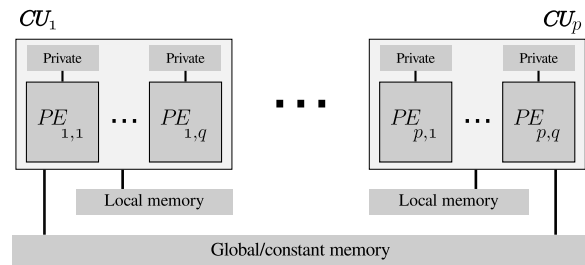 CU1 CUp
Private Private Private Private
PE1,1 ... PE1,q ... PEp,1 ... PEp,q
Local memory Local memory
Global/constant memory